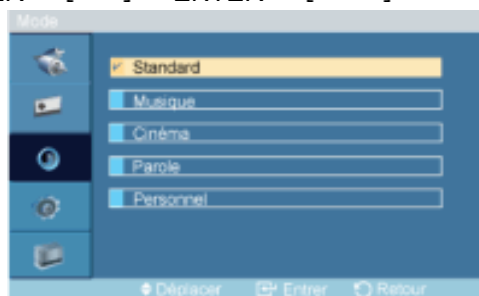 Mode
Standard
Musique
Cinéma
Parole
Personnel
Déplacer Entrer Retour